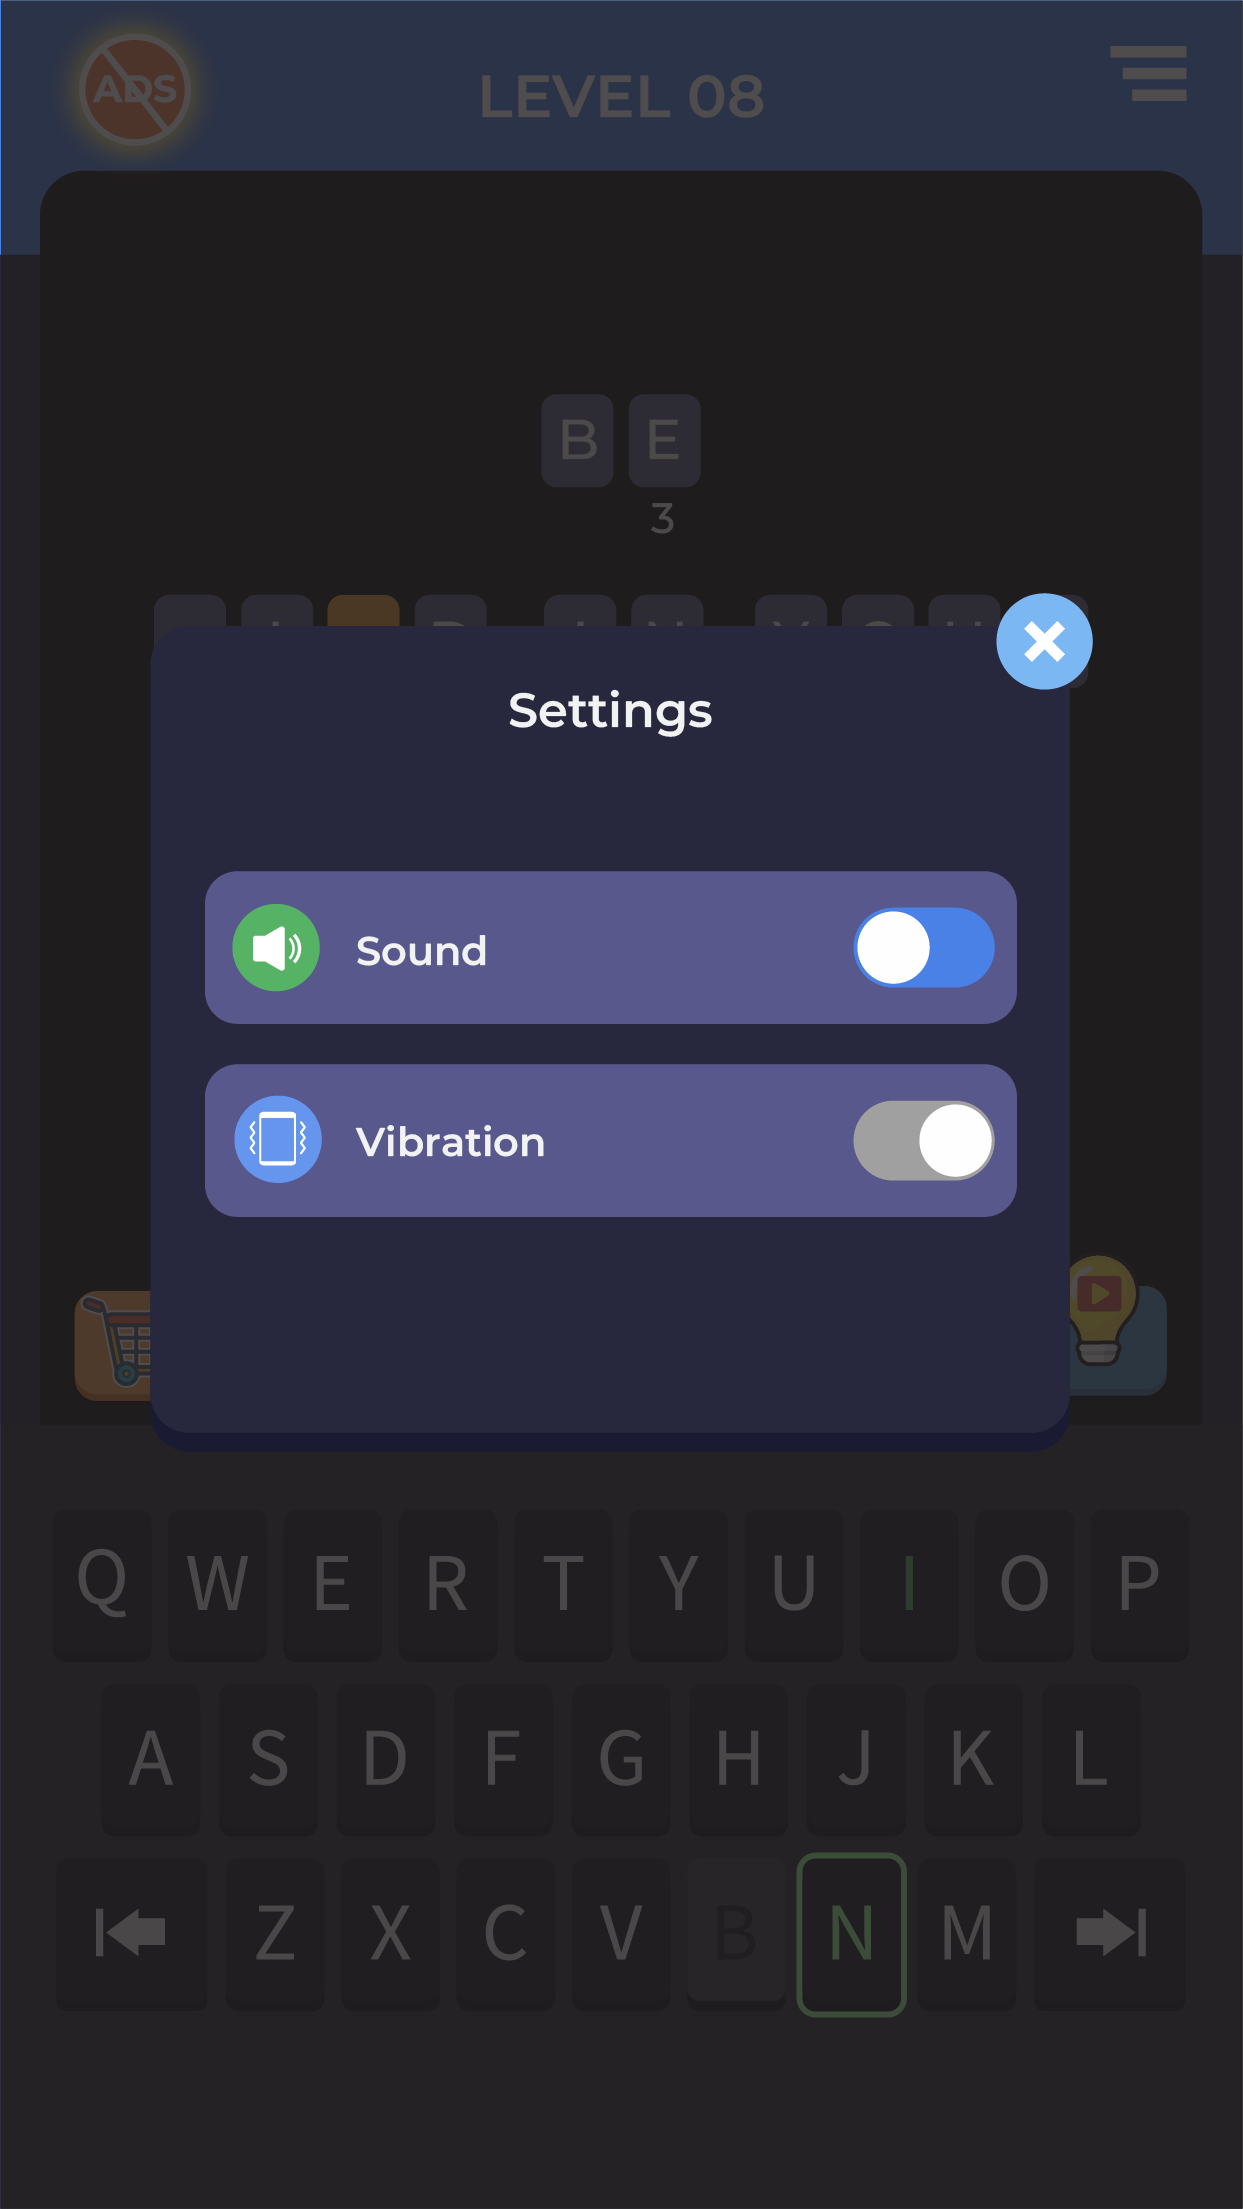 ADS
LEVEL 08
B E
3
Settings
Sound
Vibration
Q W E R T Y U I O P
A S D F G H J K L
Z X C V B N M